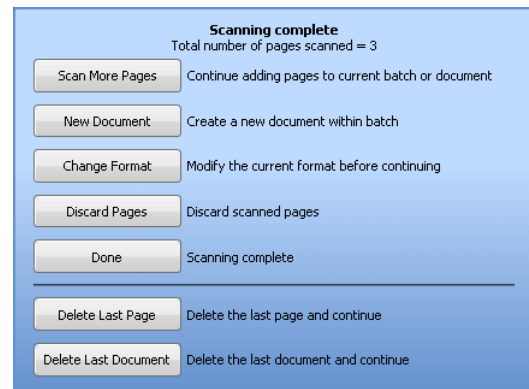 Scanning complete
Total number of pages scanned = 3
Scan More Pages Continue adding pages to current batch or document
New Document Create a new document within batch
Change Format Modify the current format before continuing
Discard Pages Discard scanned pages
Done Scanning complete
Delete Last Page Delete the last page and continue
Delete Last Document Delete the last document and continue